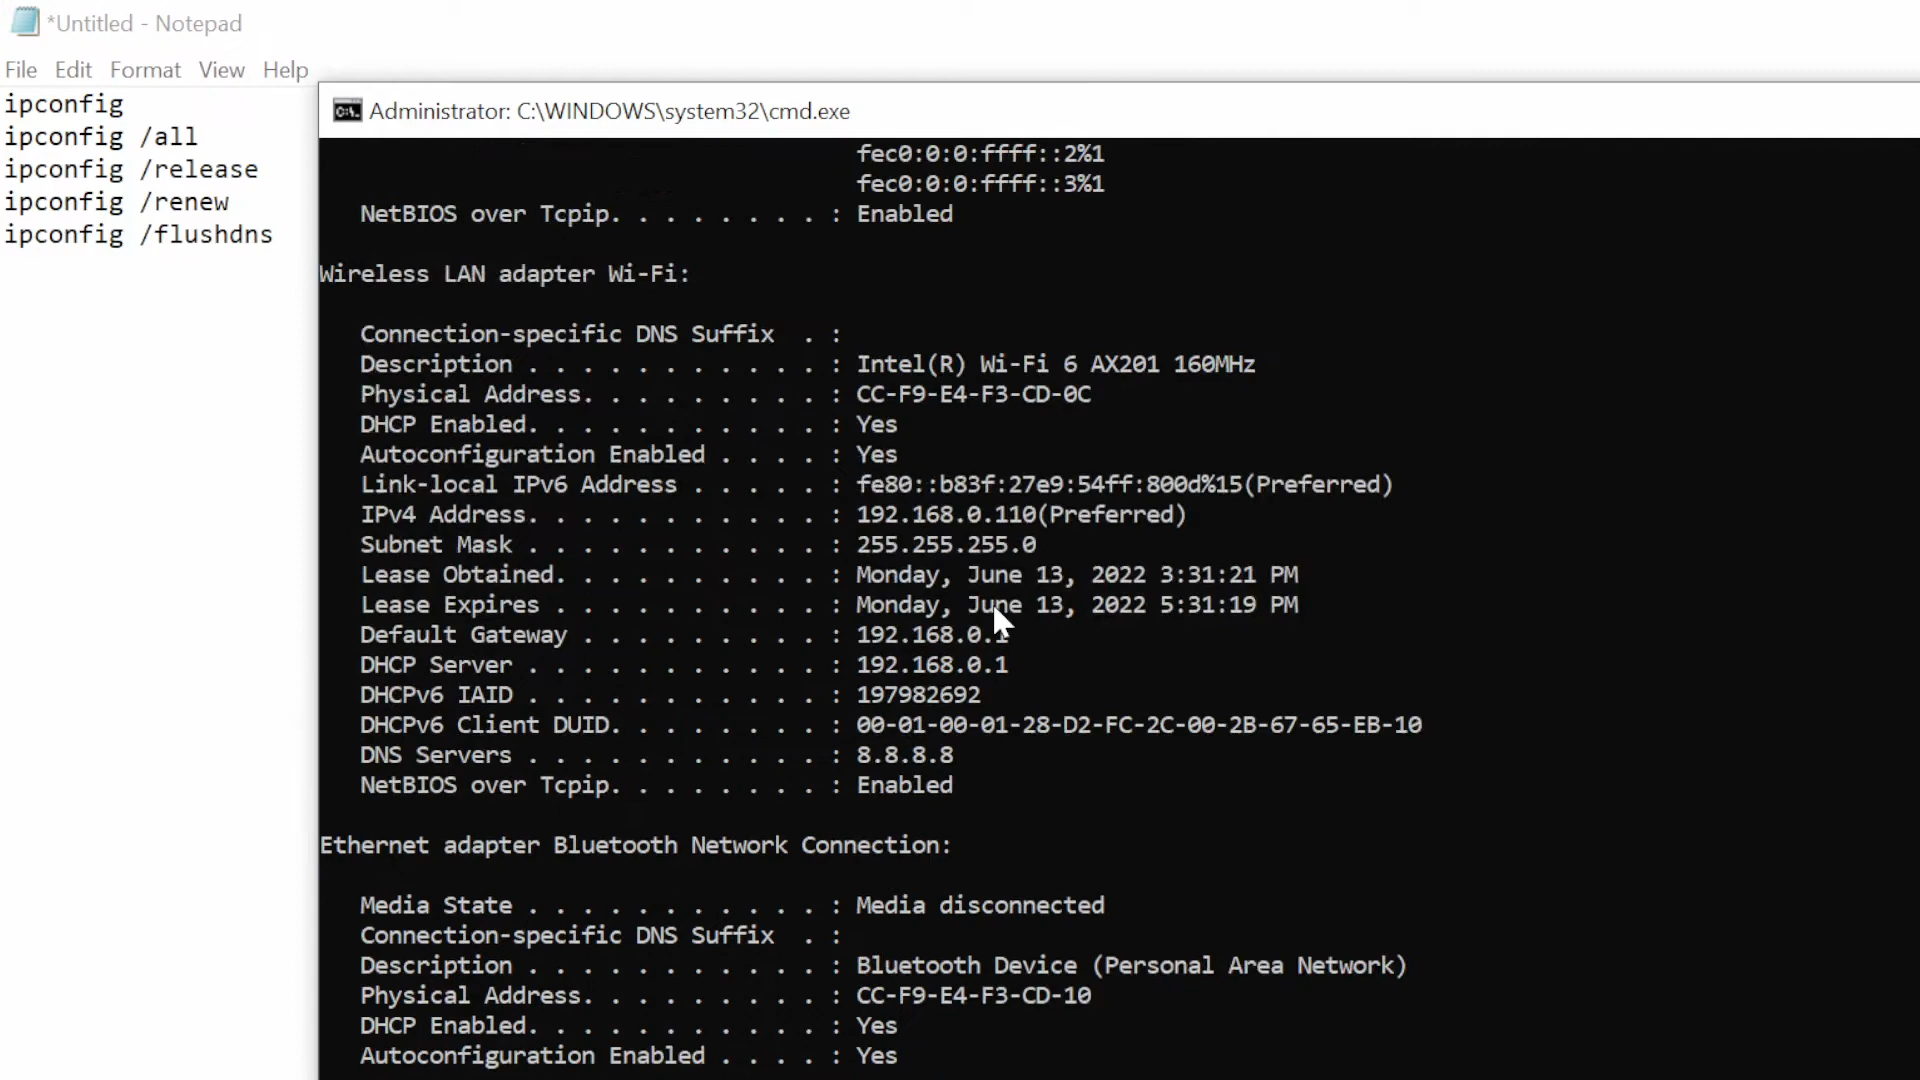 *Untitled - Notepad
File Edit Format View Help
ipconfig
ipconfig /all
ipconfig /release
ipconfig /renew
ipconfig /flushdns
Administrator: C:\WINDOWS\system32\cmd.exe
fec0:0:0:ffff::2%1
fec0:0:0:ffff::3%1
NetBIOS over Tcpip. . . . . . . . : Enabled
Wireless LAN adapter Wi-Fi:
Connection-specific DNS Suffix  . :
Description . . . . . . . . . . . : Intel(R) Wi-Fi 6 AX201 160MHz
Physical Address. . . . . . . . . : CC-F9-E4-F3-CD-0C
DHCP Enabled. . . . . . . . . . . : Yes
Autoconfiguration Enabled . . . . : Yes
Link-local IPv6 Address . . . . . : fe80::b83f:27e9:54ff:800d%15(Preferred)
IPv4 Address. . . . . . . . . . . : 192.168.0.110(Preferred)
Subnet Mask . . . . . . . . . . . : 255.255.255.0
Lease Obtained. . . . . . . . . . : Monday, June 13, 2022 3:31:21 PM
Lease Expires . . . . . . . . . . : Monday, June 13, 2022 5:31:19 PM
Default Gateway . . . . . . . . . : 192.168.0.1
DHCP Server . . . . . . . . . . . : 192.168.0.1
DHCPv6 IAID . . . . . . . . . . . : 197982692
DHCPv6 Client DUID. . . . . . . . : 00-01-00-01-28-D2-FC-2C-00-2B-67-65-EB-10
DNS Servers . . . . . . . . . . . : 8.8.8.8
NetBIOS over Tcpip. . . . . . . . : Enabled
Ethernet adapter Bluetooth Network Connection:
Media State . . . . . . . . . . . : Media disconnected
Connection-specific DNS Suffix  . :
Description . . . . . . . . . . . : Bluetooth Device (Personal Area Network)
Physical Address. . . . . . . . . : CC-F9-E4-F3-CD-10
DHCP Enabled. . . . . . . . . . . : Yes
Autoconfiguration Enabled . . . . : Yes